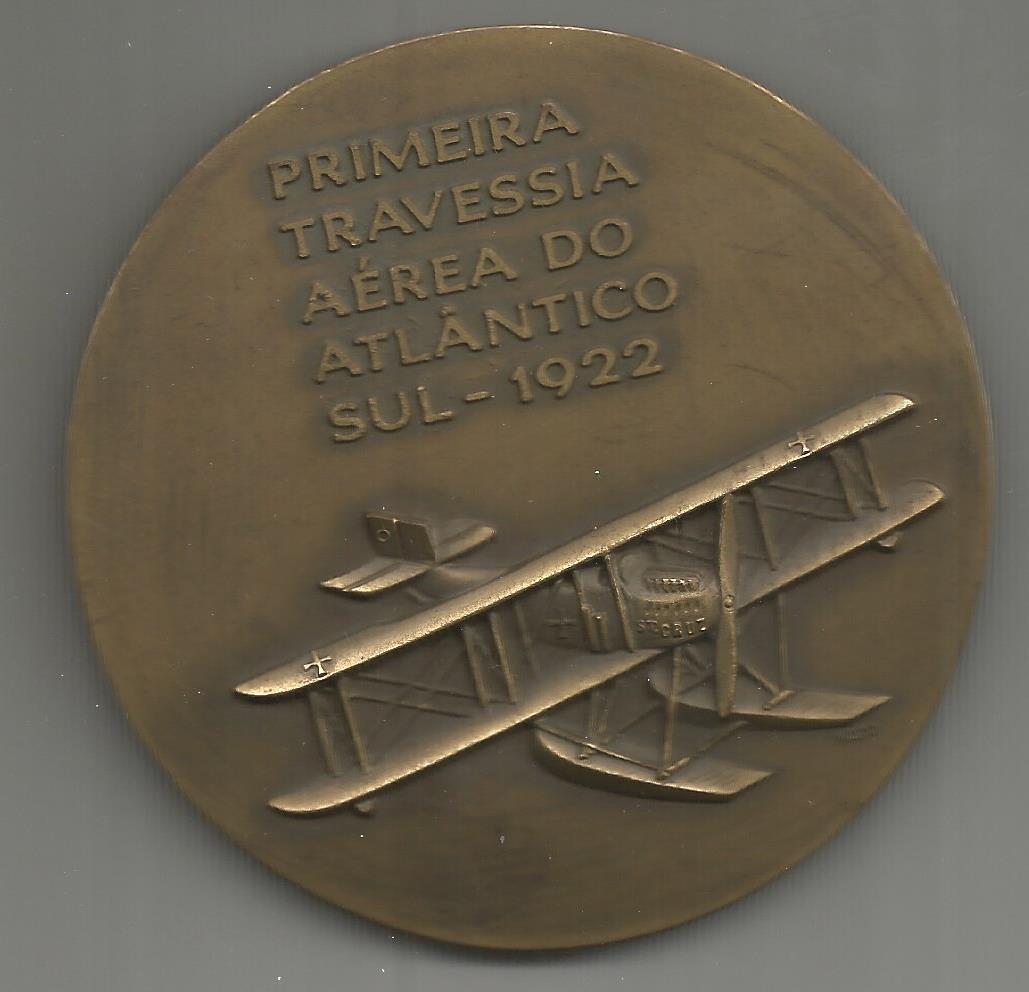 PRIMEIRA
TRAVESSIA
AÉREA DO
ATLÂNTICO
SUL – 1922
STA CRUZ